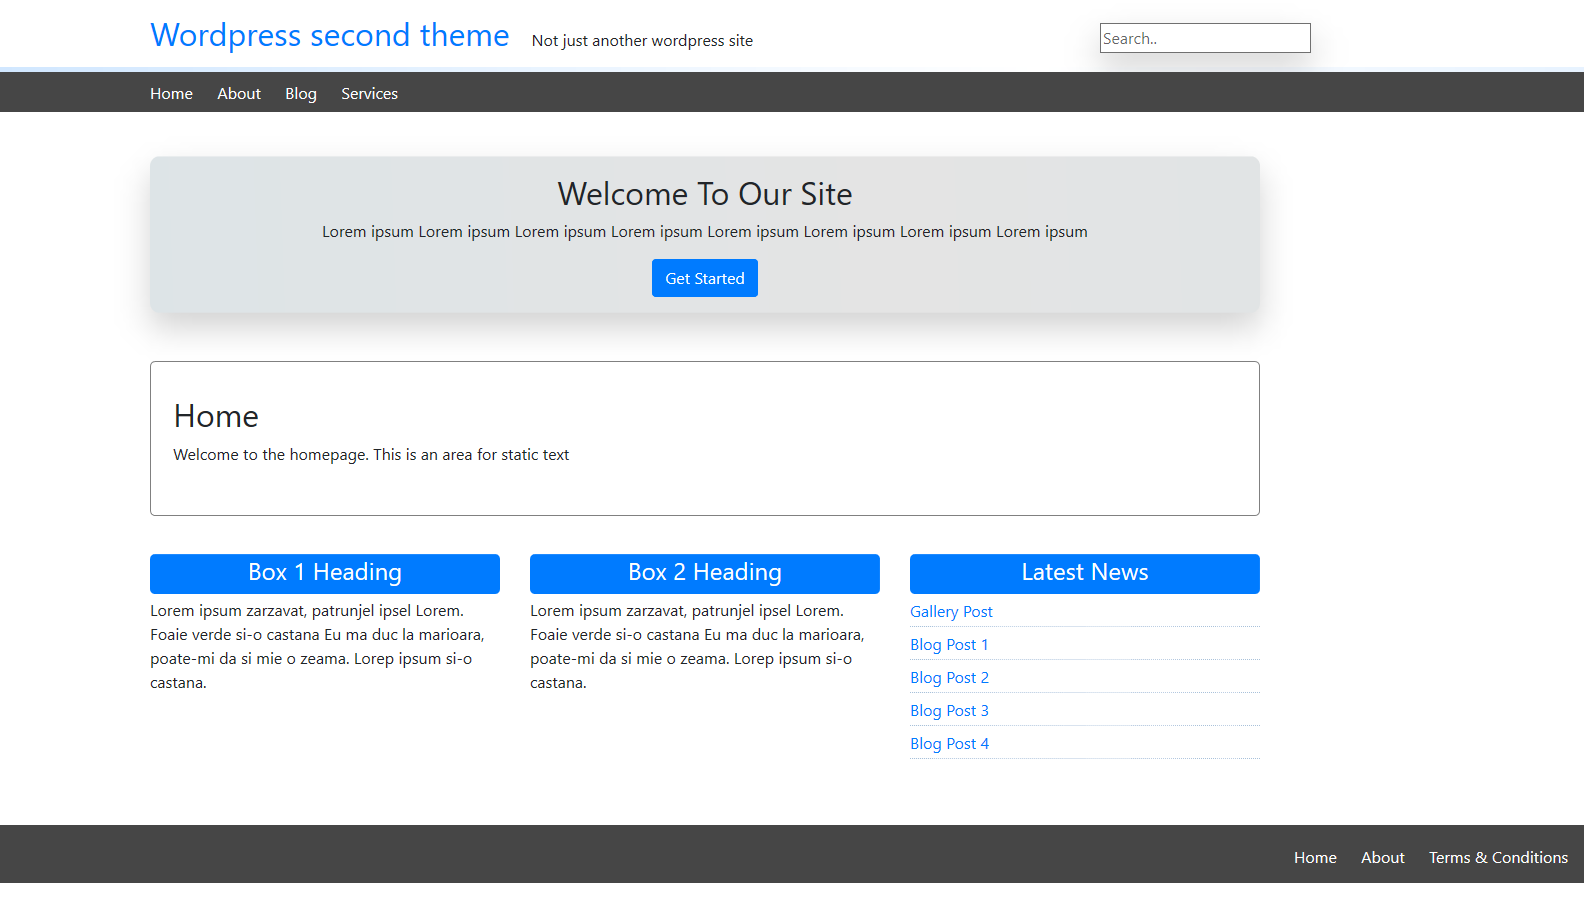 Wordpress second theme Not just another wordpress site Search..
Home About Blog Services
Welcome To Our Site
Lorem ipsum Lorem ipsum Lorem ipsum Lorem ipsum Lorem ipsum Lorem ipsum Lorem ipsum Lorem ipsum
Get Started
Home
Welcome to the homepage. This is an area for static text
Box 1 Heading
Lorem ipsum zarzavat, patrunjel ipsel Lorem.
Foaie verde si-o castana Eu ma duc la marioara,
poate-mi da si mie o zeama. Lorep ipsum si-o
castana.
Box 2 Heading
Lorem ipsum zarzavat, patrunjel ipsel Lorem.
Foaie verde si-o castana Eu ma duc la marioara,
poate-mi da si mie o zeama. Lorep ipsum si-o
castana.
Latest News
Gallery Post
Blog Post 1
Blog Post 2
Blog Post 3
Blog Post 4
Home About Terms & Conditions